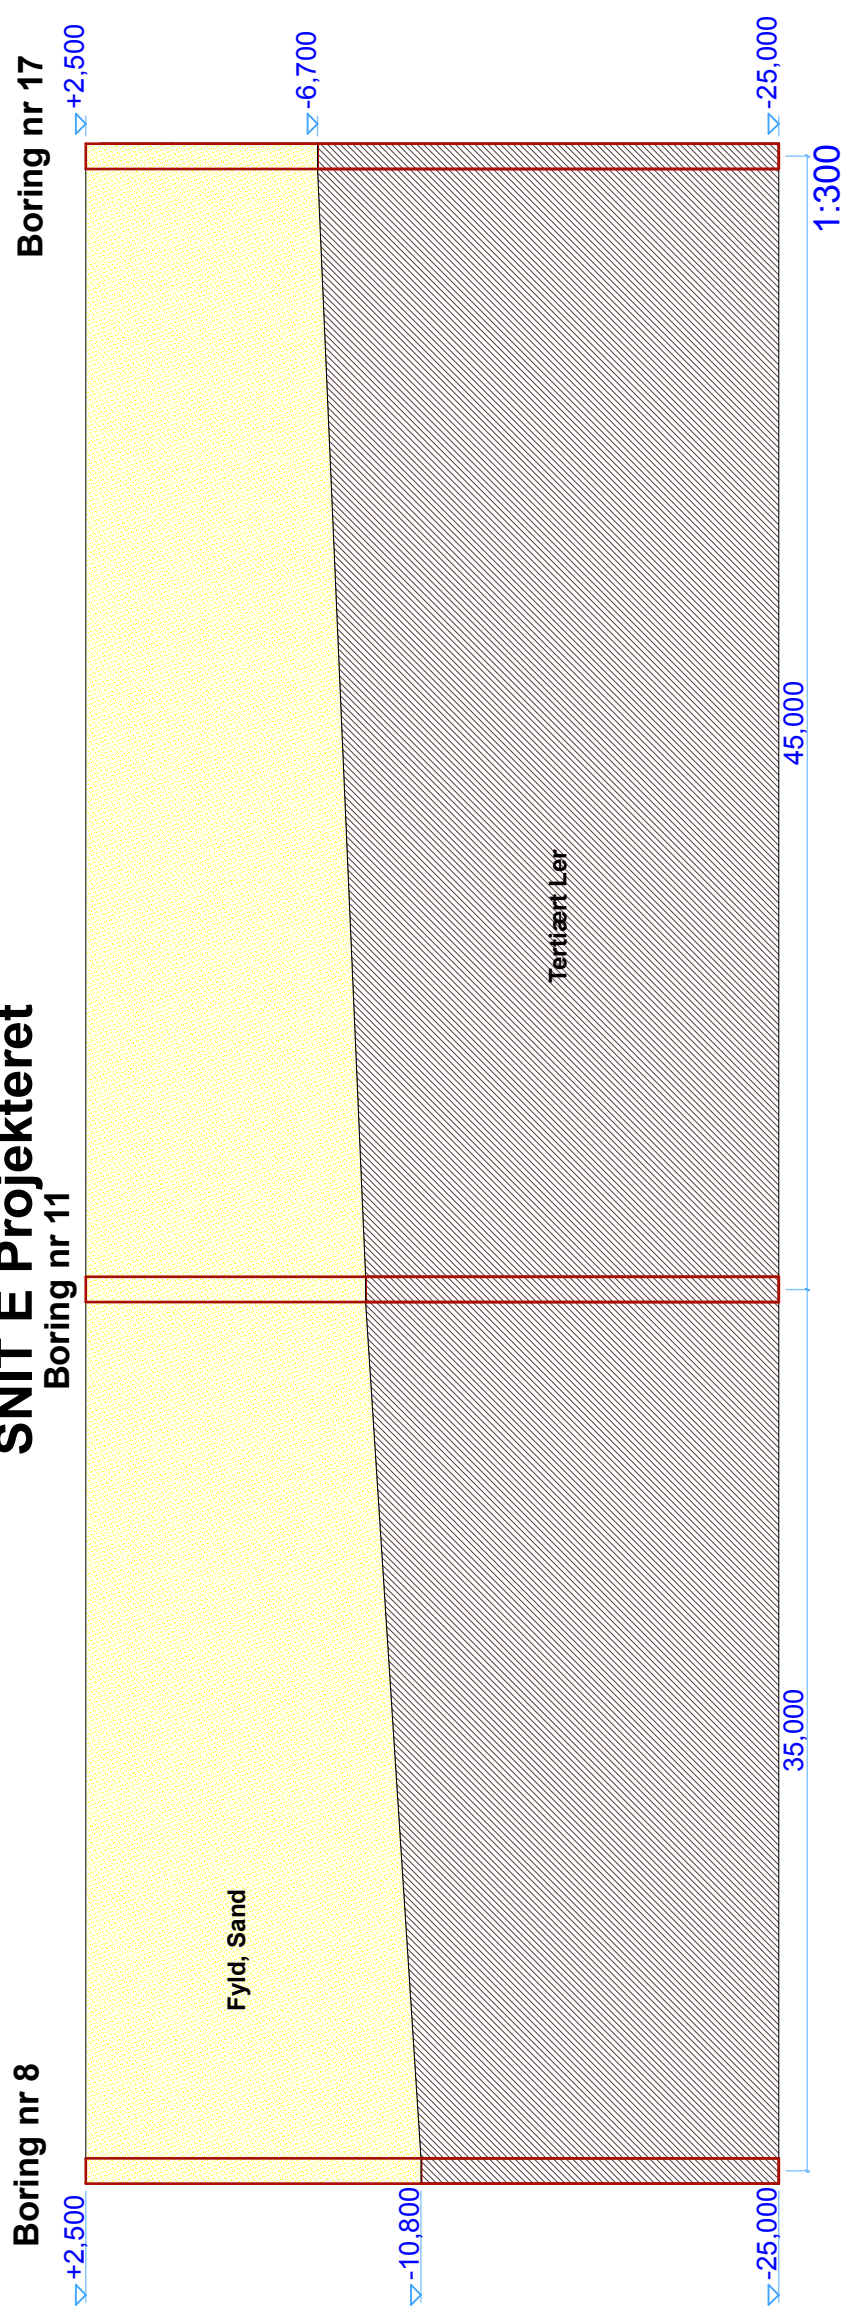 SNIT E Projekteret
Boring nr 8
Boring nr 11
Boring nr 17
+2,500
+2,500
Fyld, Sand
-6,700
-10,800
Tertiært Ler
-25,000
-25,000
35,000
45,000
1:300